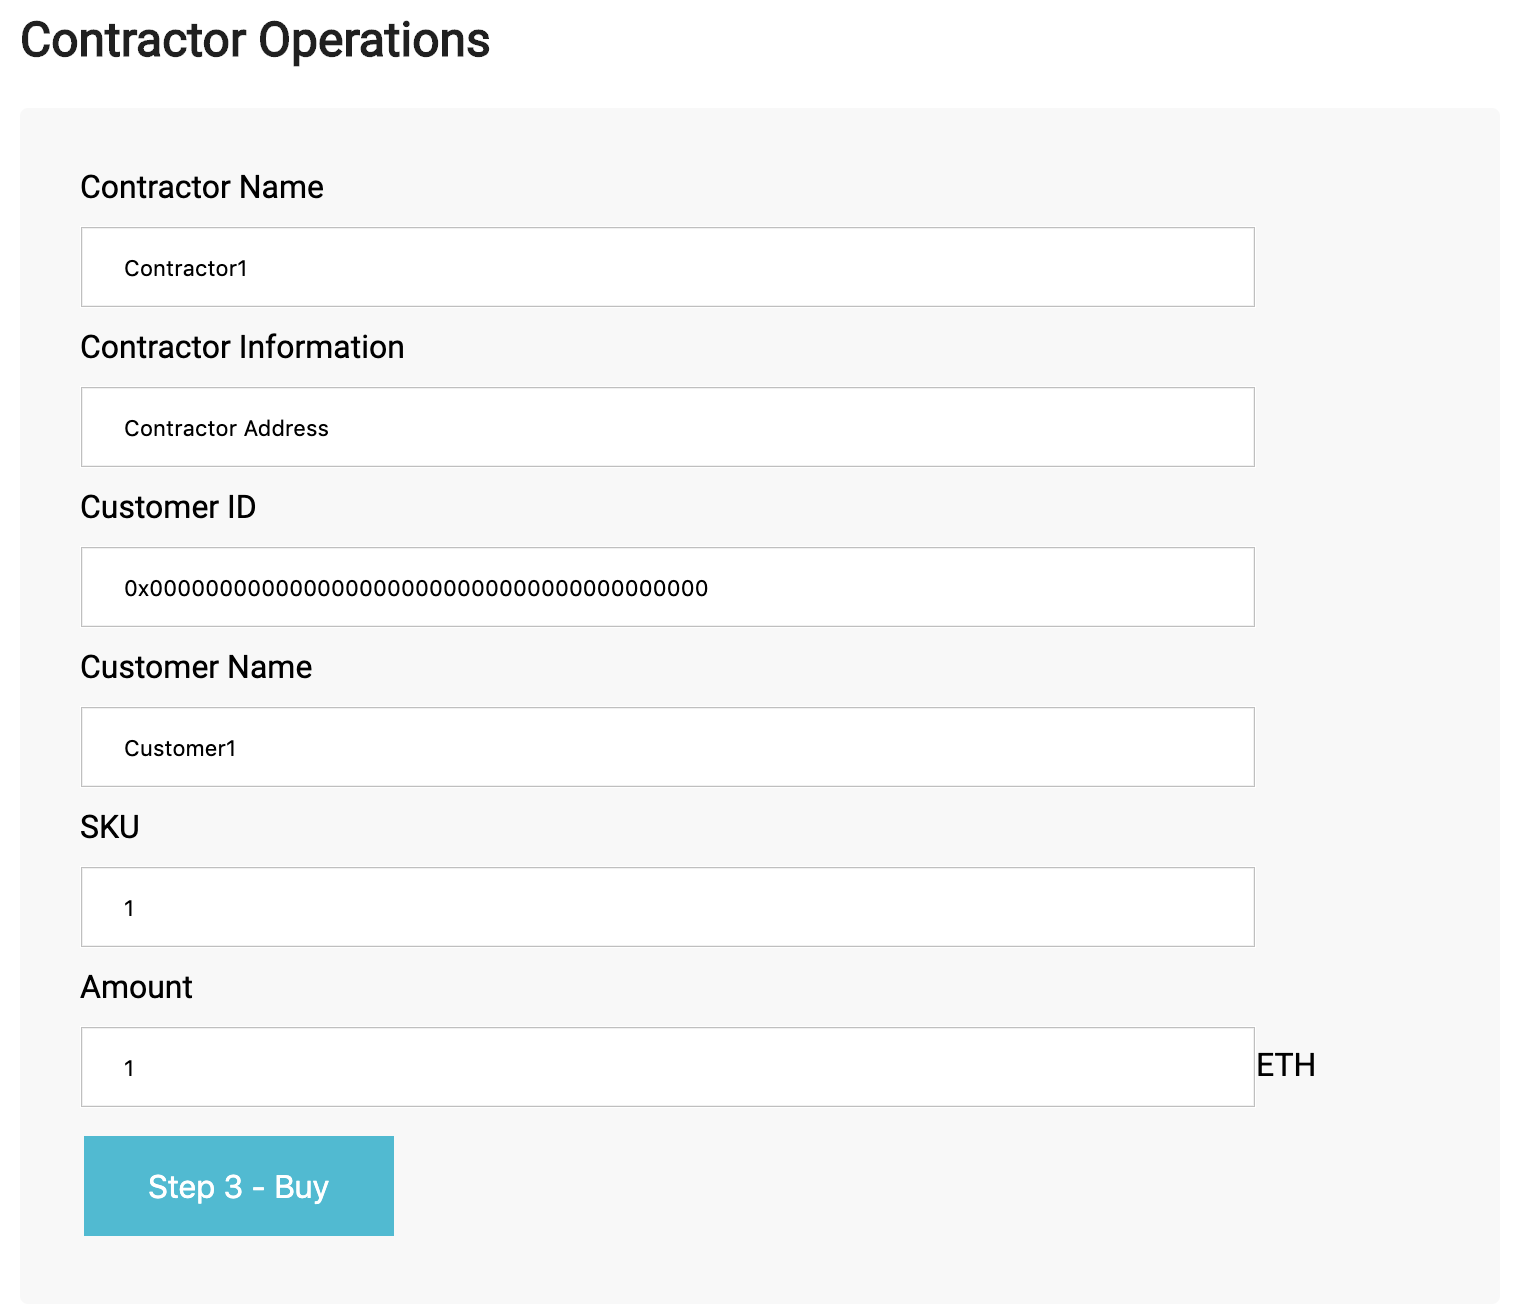 Contractor Operations
Contractor Name
Contractor1
Contractor Information
Contractor Address
Customer ID
0x0000000000000000000000000000000000000000
Customer Name
Customer1
SKU
1
Amount
1 ETH
Step 3 - Buy